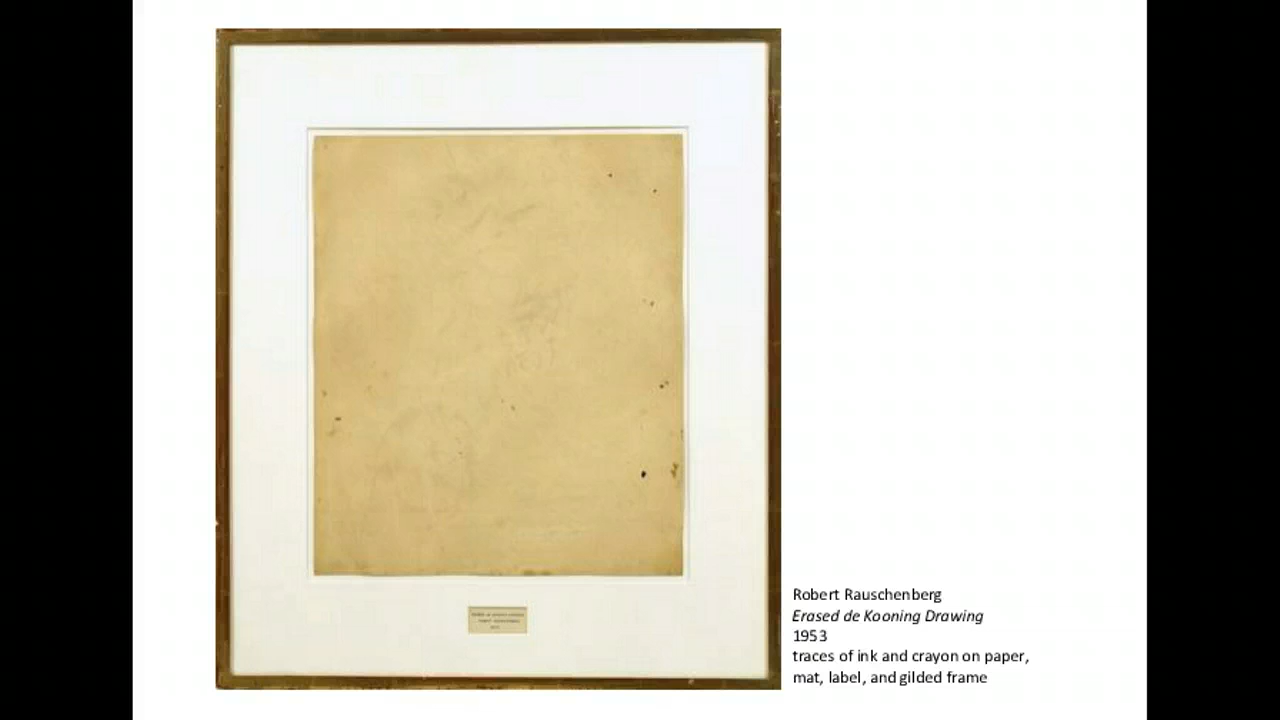 Robert Rauschenberg
Erased de Kooning Drawing
1953
traces of ink and crayon on paper,
mat, label, and gilded frame